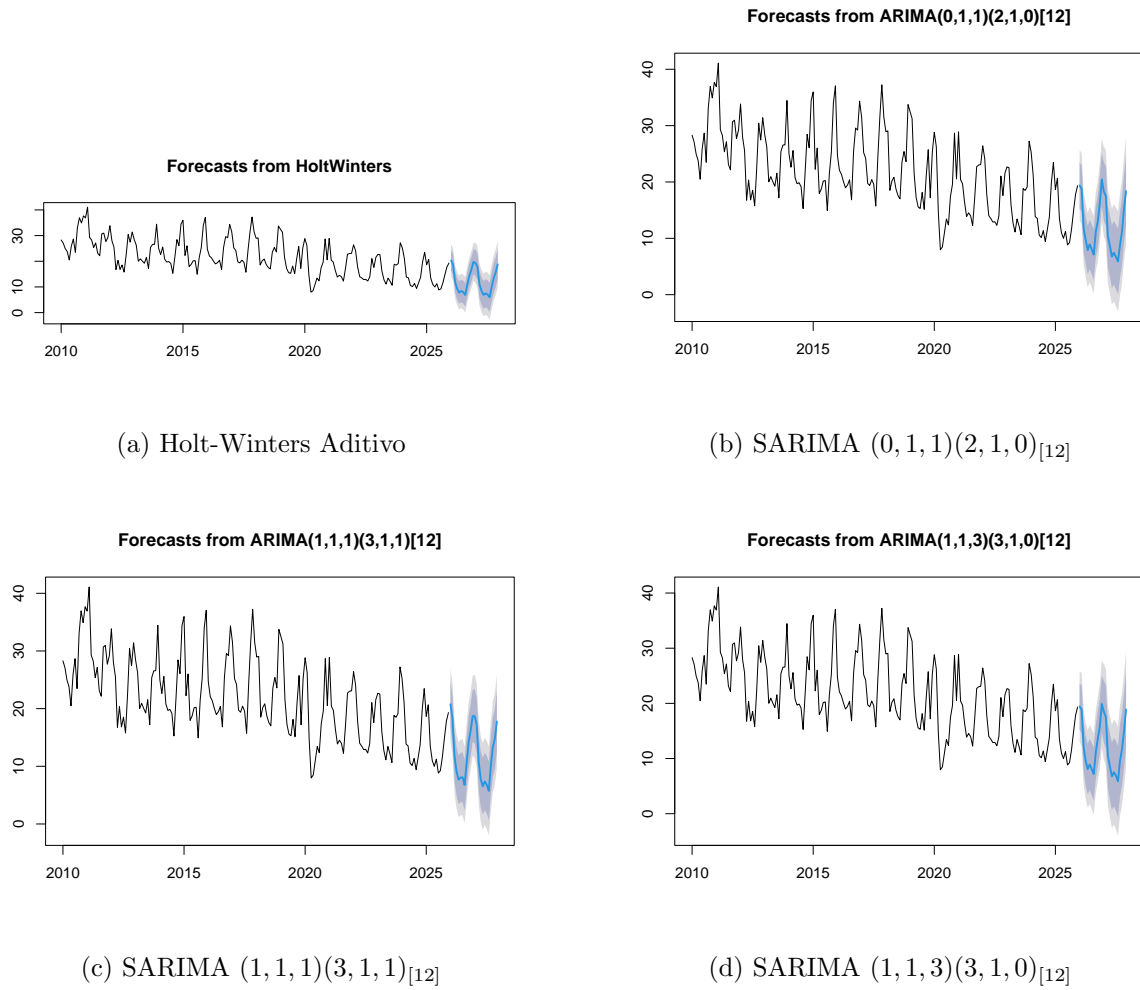 Forecasts from HoltWinters
0 10 30
2010 2015 2020 2025
(a) Holt-Winters Aditivo
Forecasts from ARIMA(0,1,1)(2,1,0)[12]
0 10 20 30 40
2010 2015 2020 2025
(b) SARIMA (0, 1, 1)(2, 1, 0)[12]
Forecasts from ARIMA(1,1,1)(3,1,1)[12]
0 10 20 30 40
2010 2015 2020 2025
(c) SARIMA (1, 1, 1)(3, 1, 1)[12]
Forecasts from ARIMA(1,1,3)(3,1,0)[12]
0 10 20 30 40
2010 2015 2020 2025
(d) SARIMA (1, 1, 3)(3, 1, 0)[12]